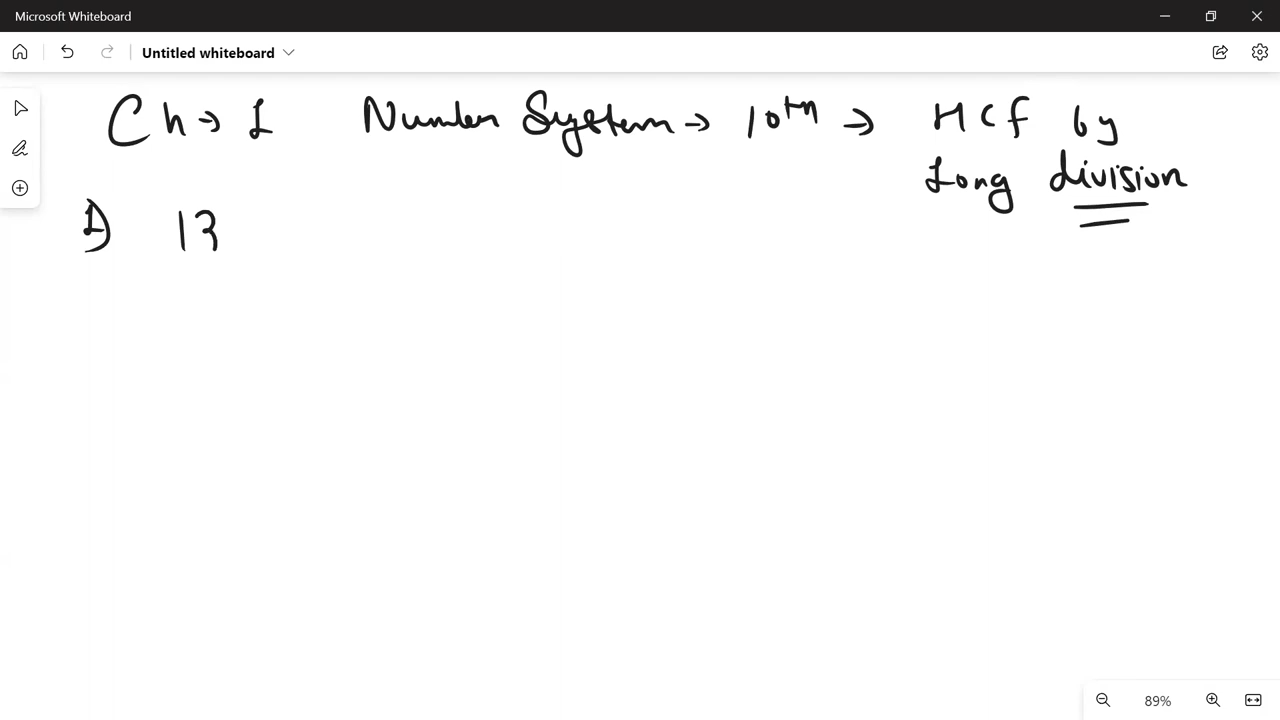 Microsoft Whiteboard
Untitled whiteboard
Ch → 1 Number System → 10th → HCF by
Long division
1) 13
89%